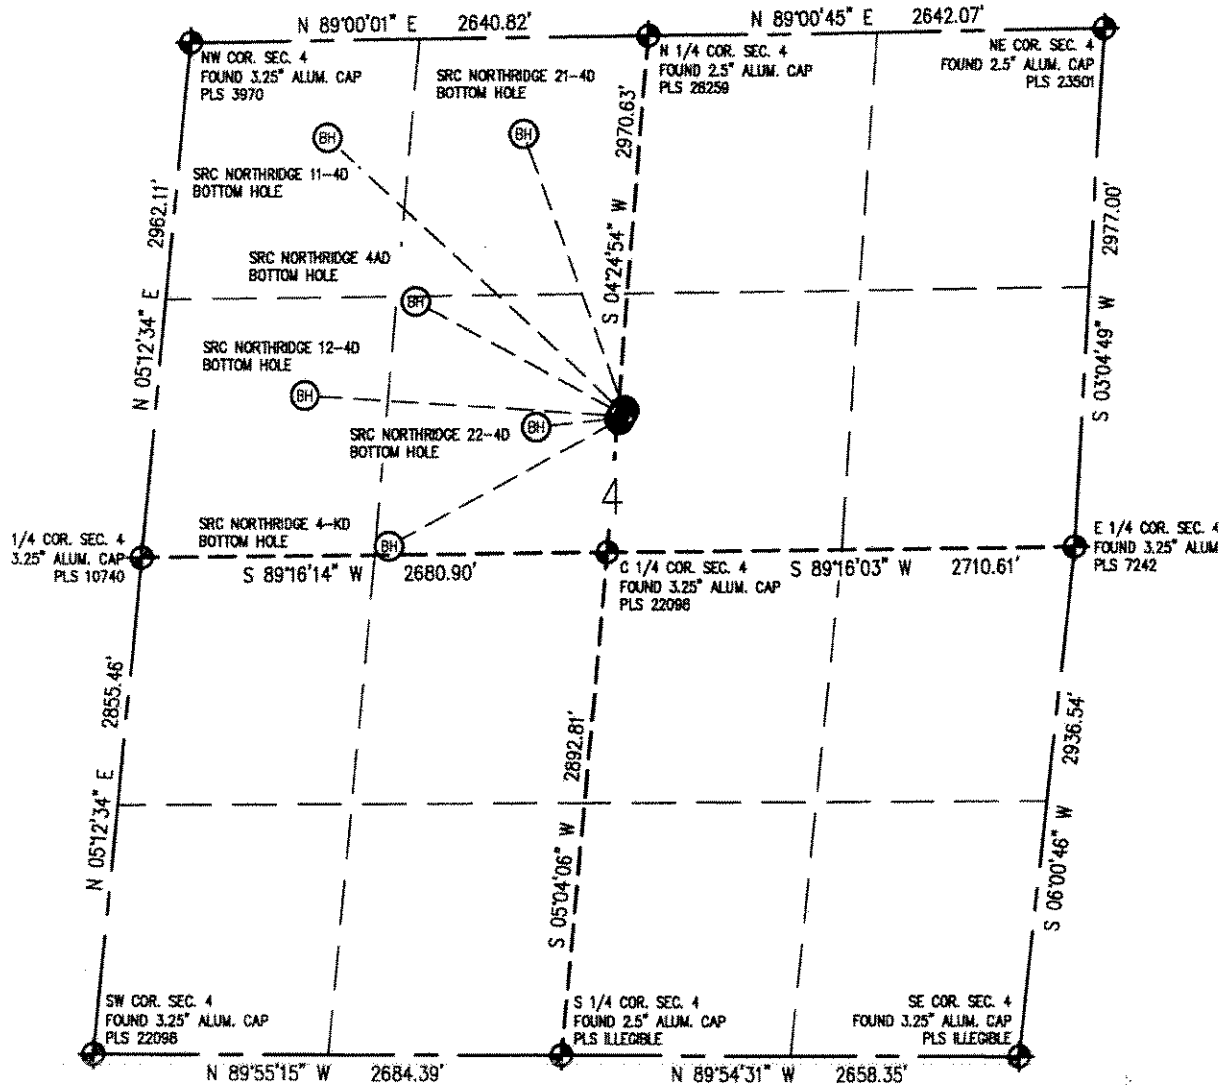 N 89°00'01" E 2640.82'
N 89°00'45" E 2642.07'
NW COR. SEC. 4
FOUND 3.25" ALUM. CAP
PLS 3970
SRC NORTHRIDGE 21-4D
BOTTOM HOLE
N 1/4 COR. SEC. 4
FOUND 2.5" ALUM. CAP
PLS 28259
NE COR. SEC. 4
FOUND 2.5" ALUM. CAP
PLS 23501
BH
BH
SRC NORTHRIDGE 11-4D
BOTTOM HOLE
2962.11'
N 05°12'34" E
2970.63'
S 04°24'54" W
2977.00'
S 03°04'49" W
SRC NORTHRIDGE 4AD
BOTTOM HOLE
BH
SRC NORTHRIDGE 12-4D
BOTTOM HOLE
BH
BH
SRC NORTHRIDGE 22-4D
BOTTOM HOLE
4
SRC NORTHRIDGE 4-KD
BOTTOM HOLE
BH
1/4 COR. SEC. 4
3.25" ALUM. CAP
PLS 10740
E 1/4 COR. SEC. 4
FOUND 3.25" ALUM
PLS 7242
S 89°16'14" W 2680.90'
C 1/4 COR. SEC. 4
FOUND 3.25" ALUM. CAP
PLS 22098
S 89°16'03" W 2710.61'
2855.46'
N 05°12'34" E
2892.81'
S 05°04'06" W
2936.54'
S 06°00'46" W
SW COR. SEC. 4
FOUND 3.25" ALUM. CAP
PLS 22098
S 1/4 COR. SEC. 4
FOUND 2.5" ALUM. CAP
PLS ILLEGIBLE
SE COR. SEC. 4
FOUND 3.25" ALUM. CAP
PLS ILLEGIBLE
N 89°55'15" W 2684.39'
N 89°54'31" W 2658.35'